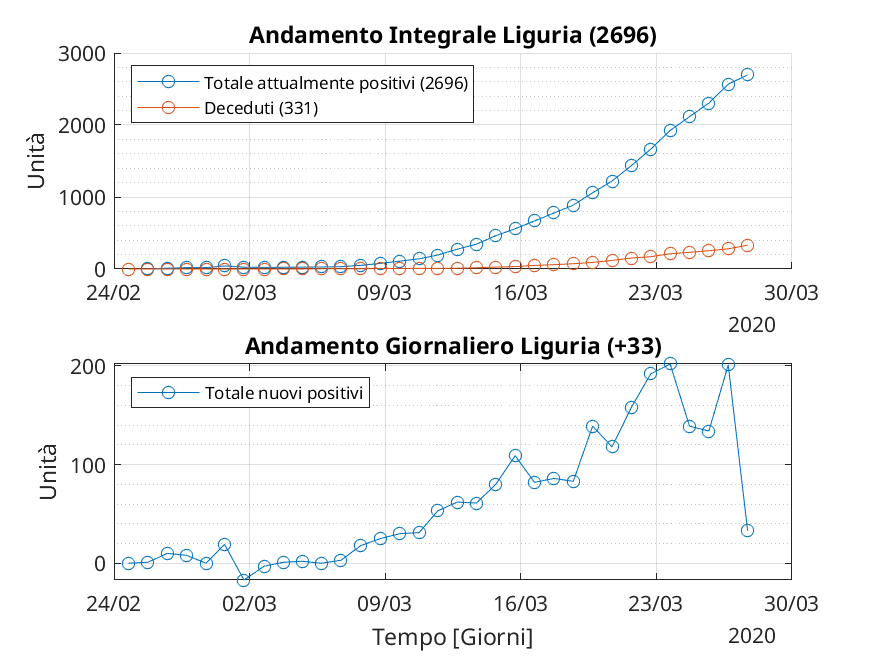 Andamento Integrale Liguria (2696)
3000
2000
1000
0
Unità
Totale attualmente positivi (2696)
Deceduti (331)
24/02 02/03 09/03 16/03 23/03 30/03
2020
Andamento Giornaliero Liguria (+33)
200
100
0
Unità
Totale nuovi positivi
24/02 02/03 09/03 16/03 23/03 30/03
Tempo [Giorni]
2020